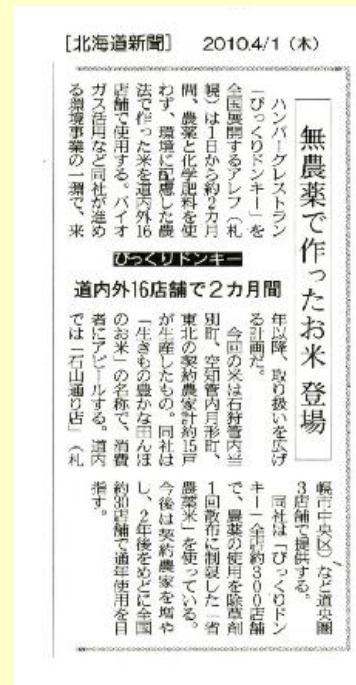 [北海道新聞] 2010.4/1(木)
無農薬で作ったお米 登場
びっくりドンキー
道内外16店舗で2カ月間
ハンバーグレストラン
「びっくりドンキー」を
全国展開するアレフ(札
幌)は1日から約2カ月
間、農薬と化学肥料を使
わず、環境に配慮した農
法で作った米を道内外16
店舗で使用する。バイオ
ガス活用など同社が進め
る環境事業の一環で、来
年以降、取り扱いを広げ
る計画だ。
今回の米は石狩管内当
別町、空知管内月形町、
東北の契約農家計約15戸
が生産したもの。同社は
「生きもの豊かな田んぼ
のお米」の名称で、消費
者にアピールする。道内
では「石山通り店」(札
幌市中央区)など道央圏
3店舗で提供する。
同社は「びっくりドン
キー」全計約300店舗
で、農薬の使用を除草剤
1回散布に制限した「省
農薬米」を使っている。
今後は契約農家を増や
し、2年後をめどに全国
約30店舗で通年使用を目
指す。